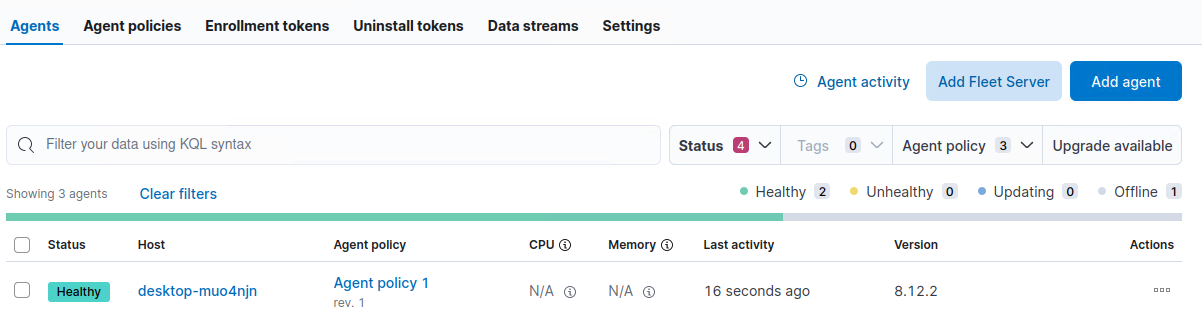 Agents Agent policies Enrollment tokens Uninstall tokens Data streams Settings
Agent activity Add Fleet Server Add agent
Filter your data using KQL syntax Status 4 Tags 0 Agent policy 3 Upgrade available
Showing 3 agents Clear filters Healthy 2 Unhealthy 0 Updating 0 Offline 1
Status Host Agent policy CPU Memory Last activity Version Actions
Healthy desktop-muo4njn Agent policy 1 N/A N/A 16 seconds ago 8.12.2
rev. 1